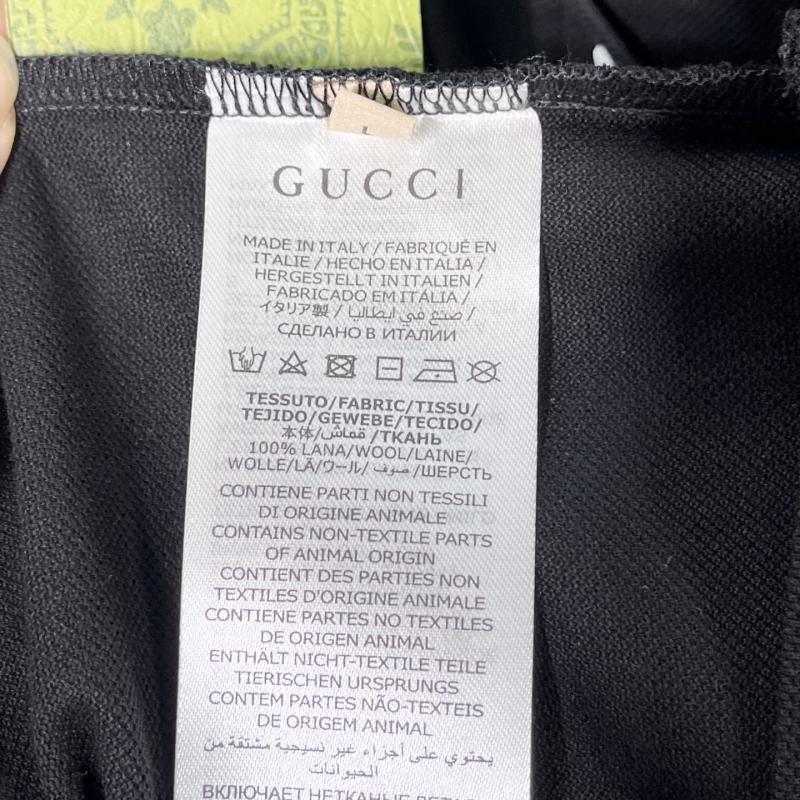 L
GUCCI
MADE IN ITALY / FABRIQUÉ EN
ITALIE / HECHO EN ITALIA /
HERGESTELLT IN ITALIEN /
FABRICADO EM ITÁLIA /
イタリア製 / صنع في ايطاليا /
СДЕЛАНО В ИТАЛИИ
TESSUTO/FABRIC/TISSU/
TEJIDO/GEWEBE/TECIDO/
本体/قماش/ТКАНЬ
100% LANA/WOOL/LAINE/
WOLLE/LÃ/ウール/صوف/ШЕРСТЬ
CONTIENE PARTI NON TESSILI
DI ORIGINE ANIMALE
CONTAINS NON-TEXTILE PARTS
OF ANIMAL ORIGIN
CONTIENT DES PARTIES NON
TEXTILES D'ORIGINE ANIMALE
CONTIENE PARTES NO TEXTILES
DE ORIGEN ANIMAL
ENTHÄLT NICHT-TEXTILE TEILE
TIERISCHEN URSPRUNGS
CONTEM PARTES NÃO-TEXTEIS
DE ORIGEM ANIMAL
يحتوي على أجزاء غير نسيجية مشتقة من
الحيوانات
ВКЛЮЧАЕТ НЕТКАНЫЕ